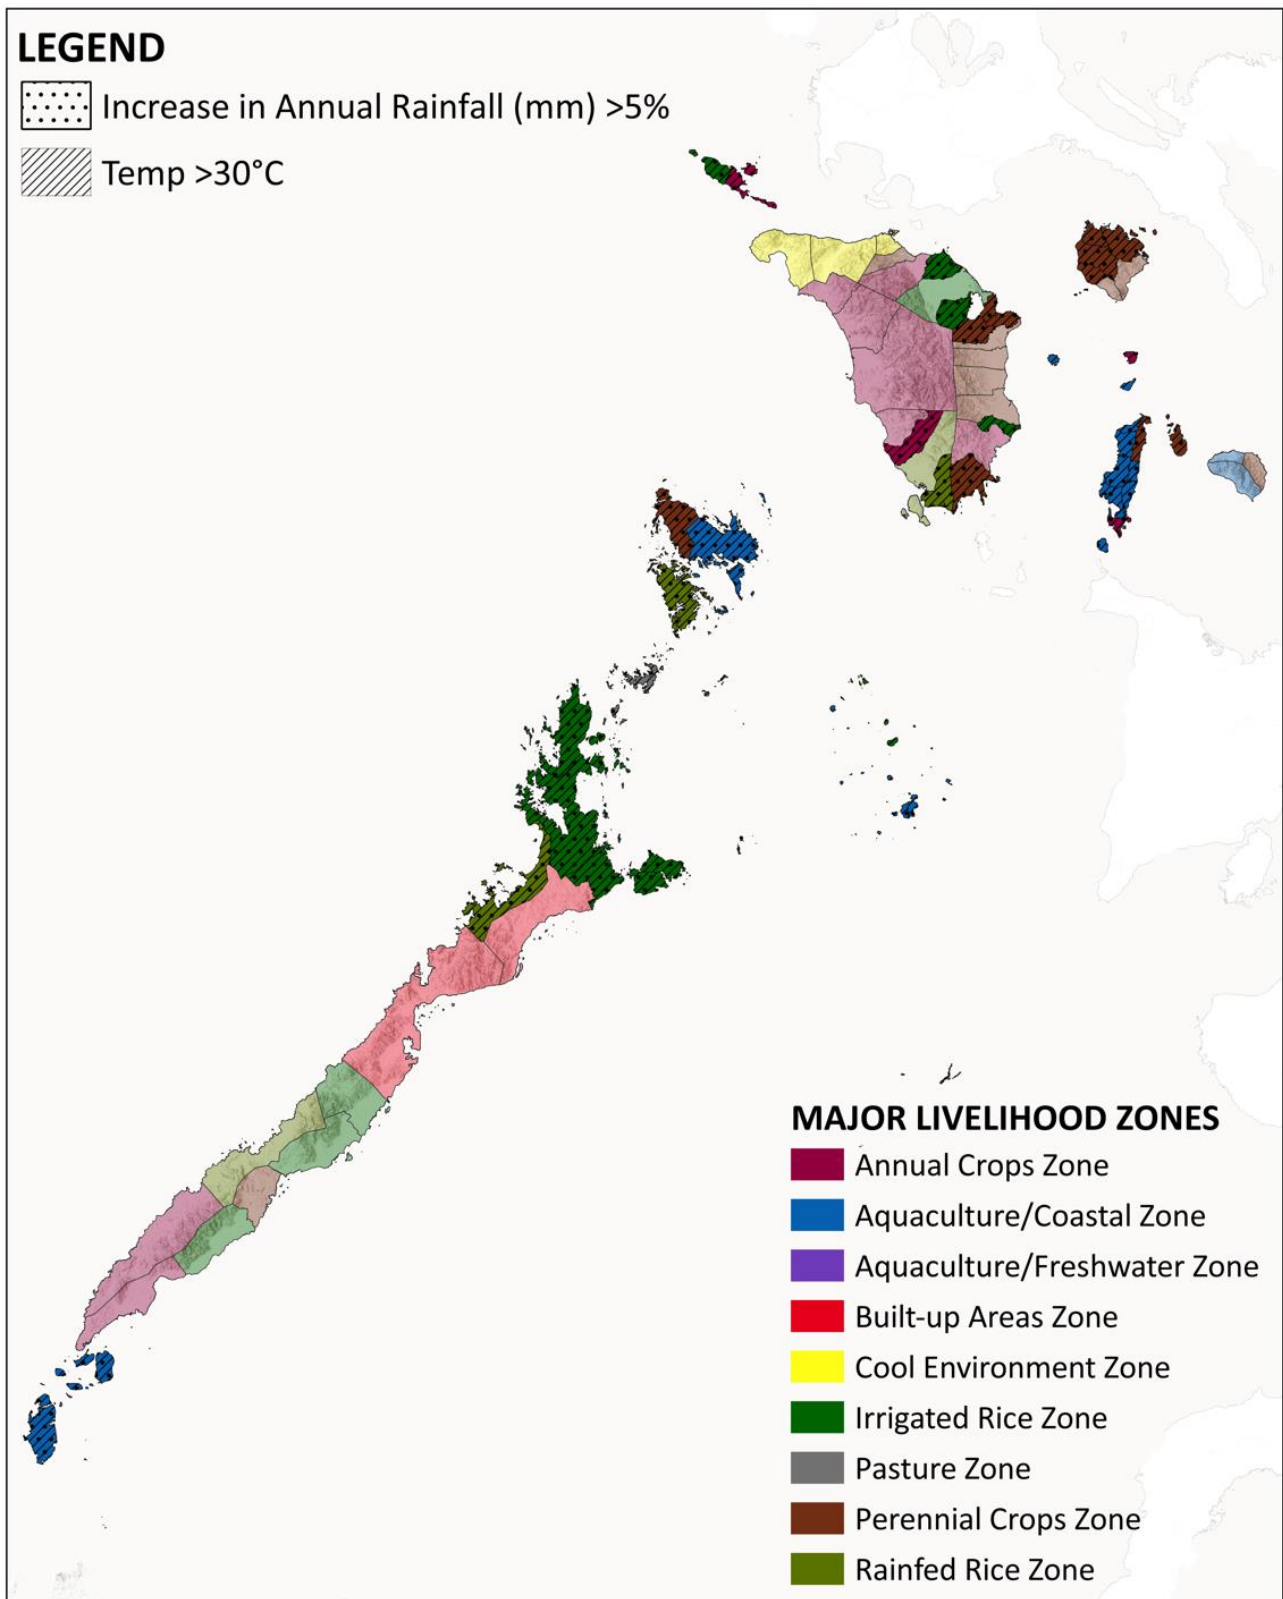 LEGEND
Increase in Annual Rainfall (mm) >5%
Temp >30°C
MAJOR LIVELIHOOD ZONES
Annual Crops Zone
Aquaculture/Coastal Zone
Aquaculture/Freshwater Zone
Built-up Areas Zone
Cool Environment Zone
Irrigated Rice Zone
Pasture Zone
Perennial Crops Zone
Rainfed Rice Zone